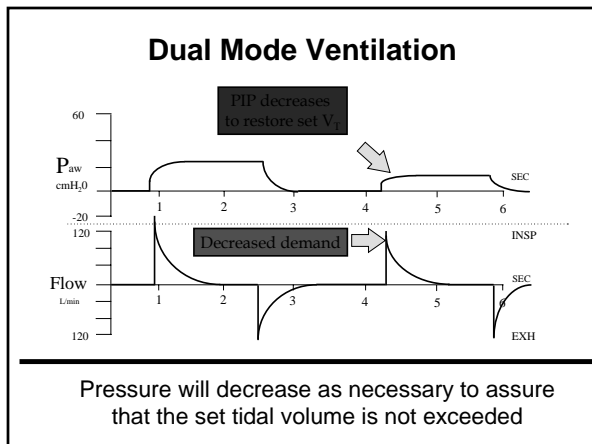 Dual Mode Ventilation
PIP decreases
to restore set VT
60
Paw
cmH20
-20
SEC
1 2 3 4 5 6
120
INSP
Decreased demand
Flow
L/min
SEC
1 2 3 4 5 6
120
EXH
Pressure will decrease as necessary to assure
that the set tidal volume is not exceeded